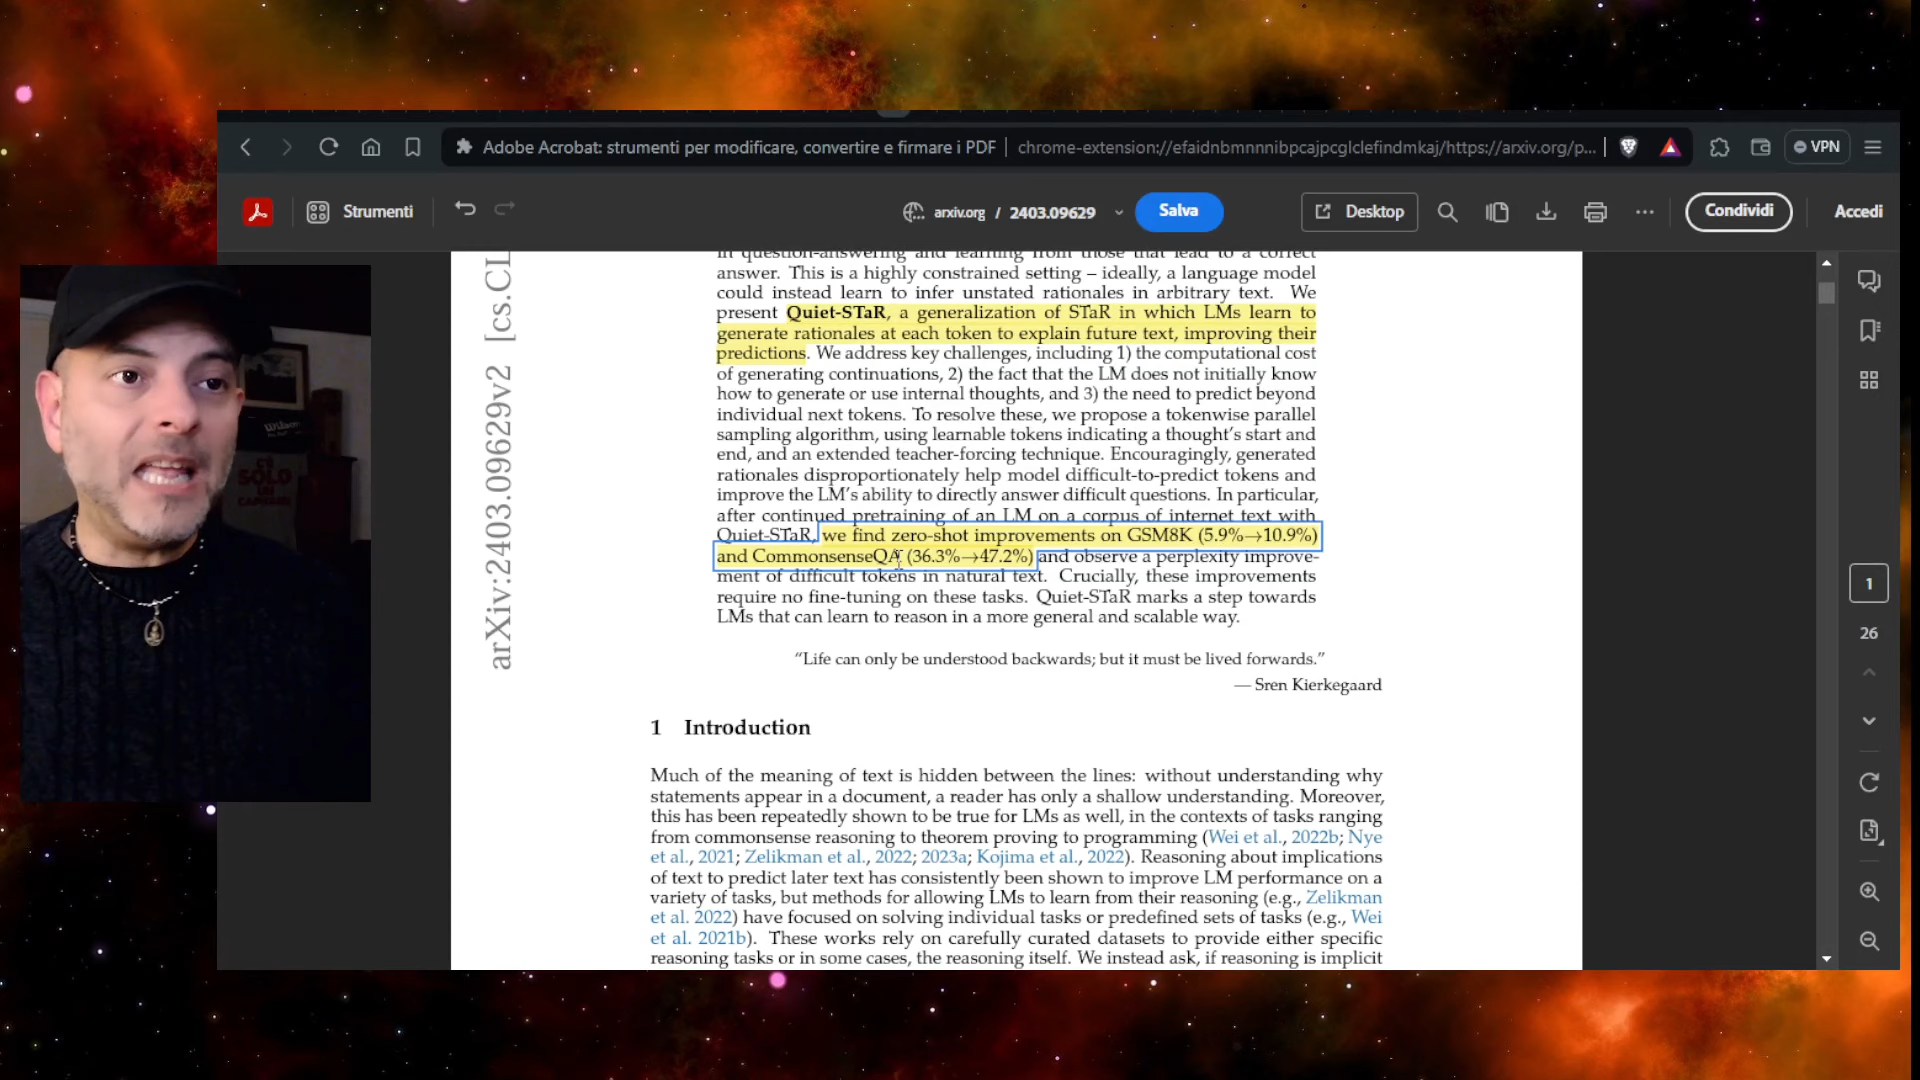 Adobe Acrobat: strumenti per modificare, convertire e firmare i PDF
chrome-extension://efaidnbmnnnibpcajpcglclefindmkaj/https://arxiv.org/p...
VPN
Strumenti
arxiv.org / 2403.09629
Salva
Desktop
Condividi
Accedi
arXiv:2403.09629v2 [cs.CL
in question-answering and learning from those that lead to a correct
answer. This is a highly constrained setting – ideally, a language model
could instead learn to infer unstated rationales in arbitrary text. We
present Quiet-STaR, a generalization of STaR in which LMs learn to
generate rationales at each token to explain future text, improving their
predictions. We address key challenges, including 1) the computational cost
of generating continuations, 2) the fact that the LM does not initially know
how to generate or use internal thoughts, and 3) the need to predict beyond
individual next tokens. To resolve these, we propose a tokenwise parallel
sampling algorithm, using learnable tokens indicating a thought's start and
end, and an extended teacher-forcing technique. Encouragingly, generated
rationales disproportionately help model difficult-to-predict tokens and
improve the LM's ability to directly answer difficult questions. In particular,
after continued pretraining of an LM on a corpus of internet text with
Quiet-STaR, we find zero-shot improvements on GSM8K (5.9%→10.9%)
and CommonsenseQA (36.3%→47.2%) and observe a perplexity improve-
ment of difficult tokens in natural text. Crucially, these improvements
require no fine-tuning on these tasks. Quiet-STaR marks a step towards
LMs that can learn to reason in a more general and scalable way.
“Life can only be understood backwards; but it must be lived forwards.”
— Sren Kierkegaard
1 Introduction
Much of the meaning of text is hidden between the lines: without understanding why
statements appear in a document, a reader has only a shallow understanding. Moreover,
this has been repeatedly shown to be true for LMs as well, in the contexts of tasks ranging
from commonsense reasoning to theorem proving to programming (Wei et al., 2022b; Nye
et al., 2021; Zelikman et al., 2022; 2023a; Kojima et al., 2022). Reasoning about implications
of text to predict later text has consistently been shown to improve LM performance on a
variety of tasks, but methods for allowing LMs to learn from their reasoning (e.g., Zelikman
et al. 2022) have focused on solving individual tasks or predefined sets of tasks (e.g., Wei
et al. 2021b). These works rely on carefully curated datasets to provide either specific
reasoning tasks or in some cases, the reasoning itself. We instead ask, if reasoning is implicit
1
26
Wilson
SOLO